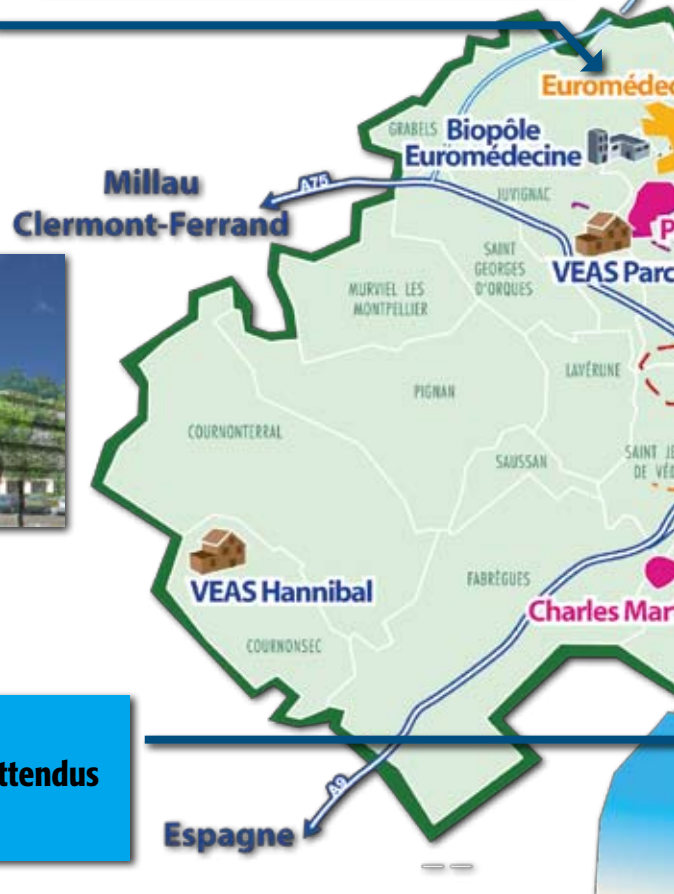 Euroméde
GRABELS
Biopôle
Euromédecine
Millau
Clermont-Ferrand
A75
JUVIGNAC
P
VEAS Parc
SAINT
GEORGES
D'ORQUES
MURVIEL LES
MONTPELLIER
LAVÉRUNE
PIGNAN
COURNONTERRAL
SAUSSAN
SAINT JE
DE VÉD
VEAS Hannibal
FABRÈGUES
Charles Mar
COURNONSEC
ttendus
A9
Espagne